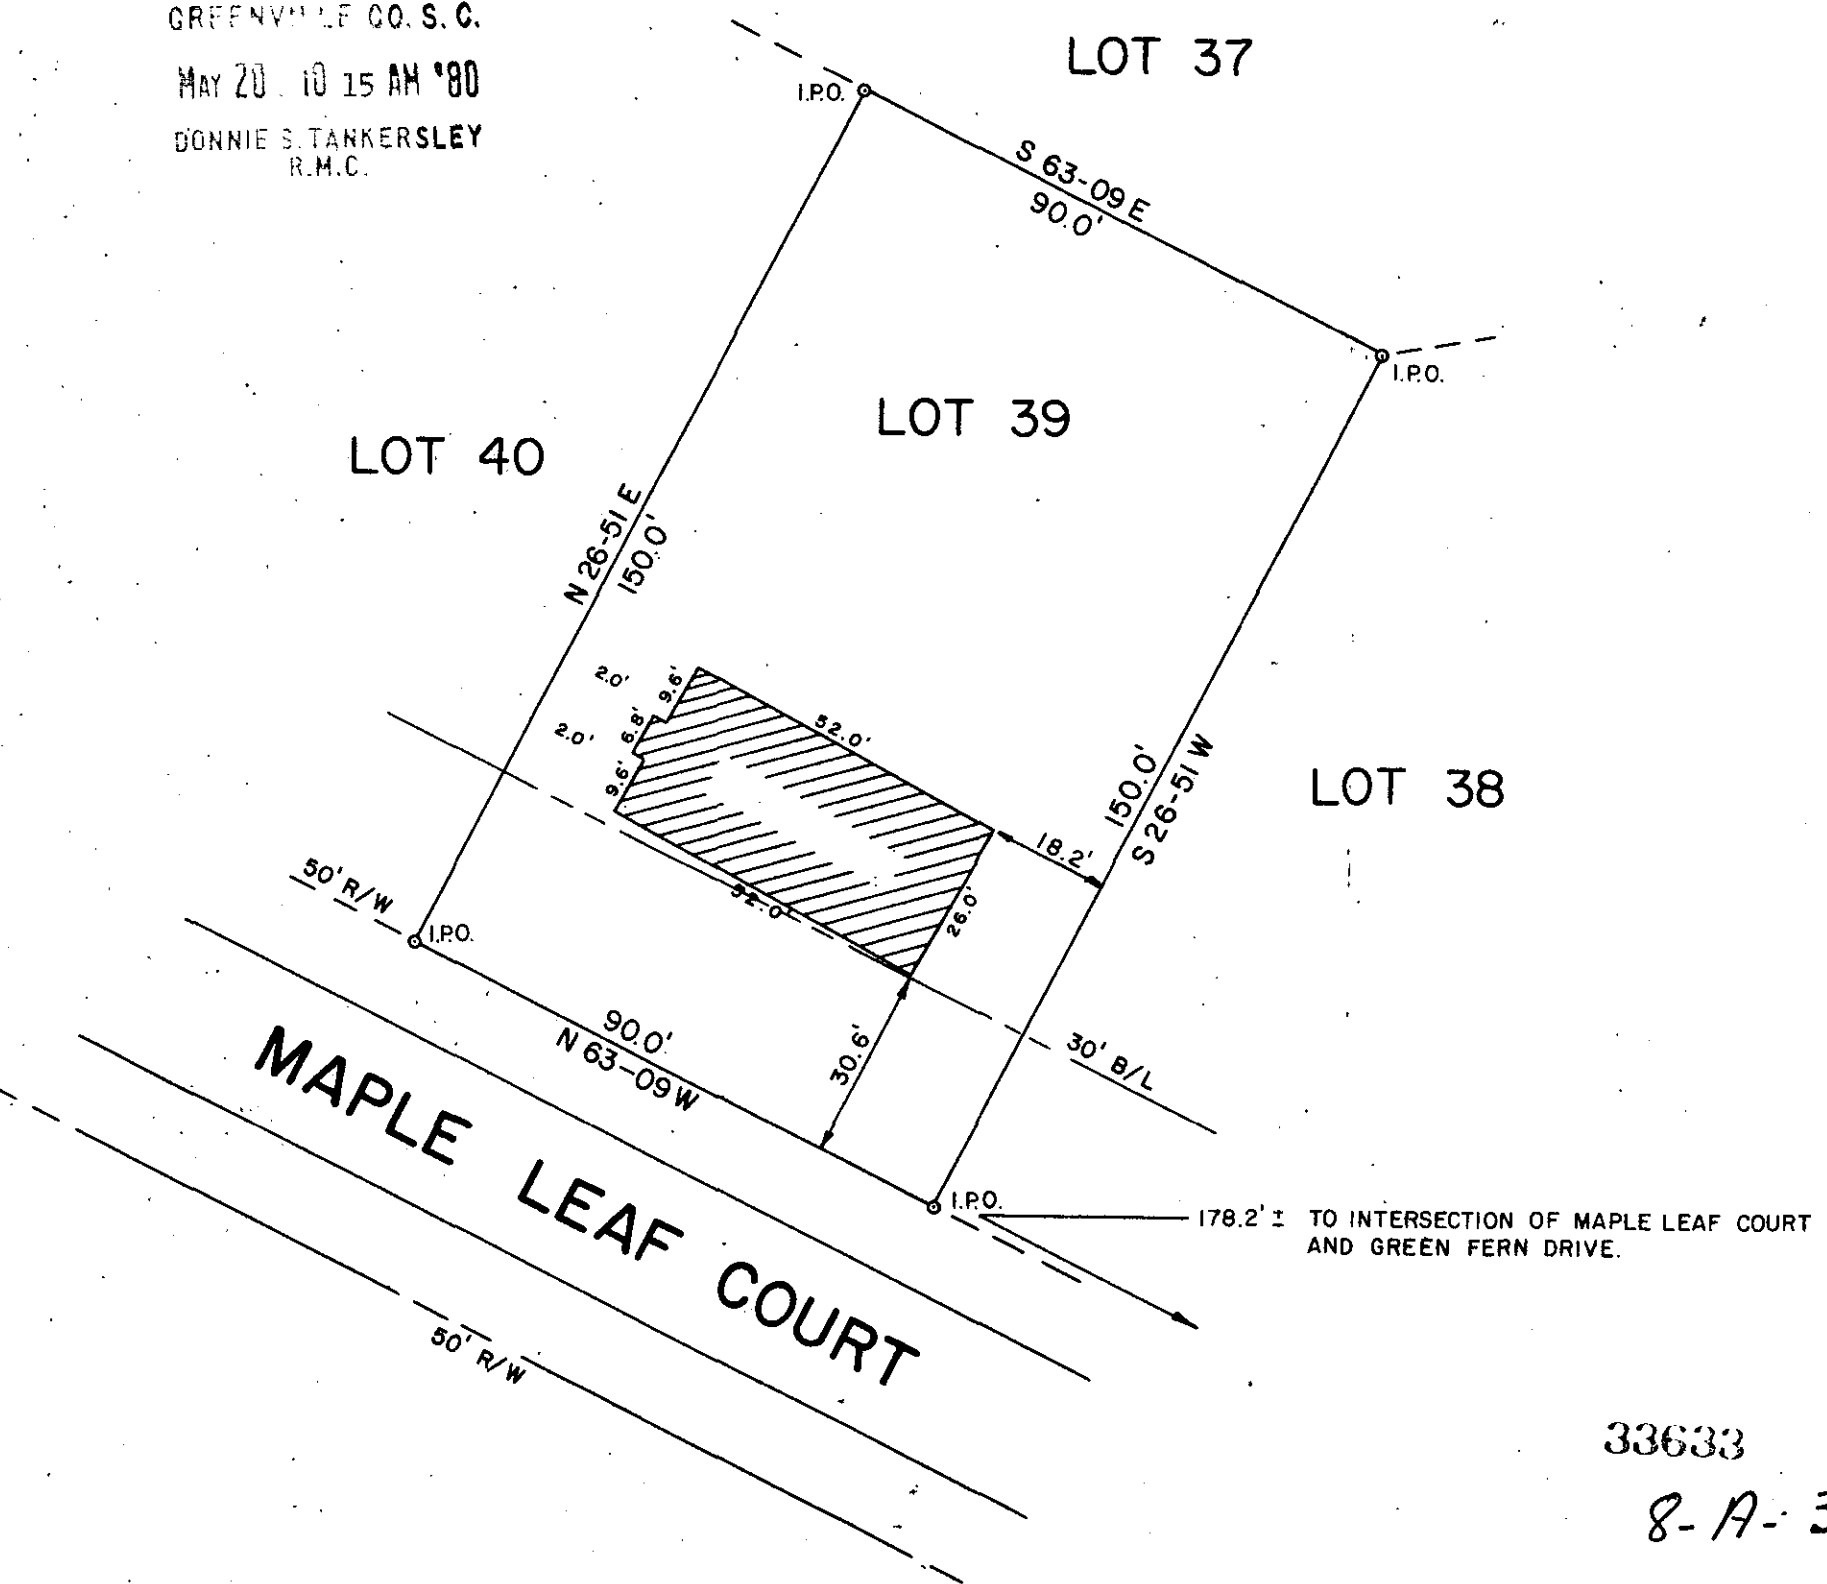 GREENVILLE CO. S. C.
MAY 20 10 15 AM '80
DONNIE S. TANKERSLEY
R.M.C.
LOT 37
I.P.O.
S 63-09 E
90.0'
I.P.O.
LOT 39
LOT 40
N 26-51 E
150.0'
2.0'
9.6'
6.8'
2.0'
9.6'
52.0'
150.0'
S 26-51 W
LOT 38
18.2'
50' R/W
I.P.O.
52.0'
26.0'
90.0'
N 63-09 W
30.6'
30' B/L
MAPLE LEAF COURT
I.P.O.
178.2' ± TO INTERSECTION OF MAPLE LEAF COURT
AND GREEN FERN DRIVE.
50' R/W
33633
8-A-3